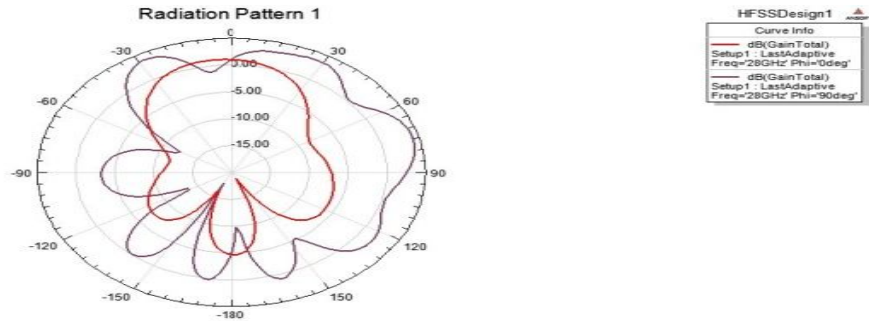 Radiation Pattern 1
HFSSDesign1
ANSOFT
Curve Info
dB(GainTotal)
Setup1 : LastAdaptive
Freq='28GHz' Phi='0deg'
dB(GainTotal)
Setup1 : LastAdaptive
Freq='28GHz' Phi='90deg'
0
-30
30
-60
60
-5.00
-10.00
-15.00
-90
90
-120
120
-150
150
-180